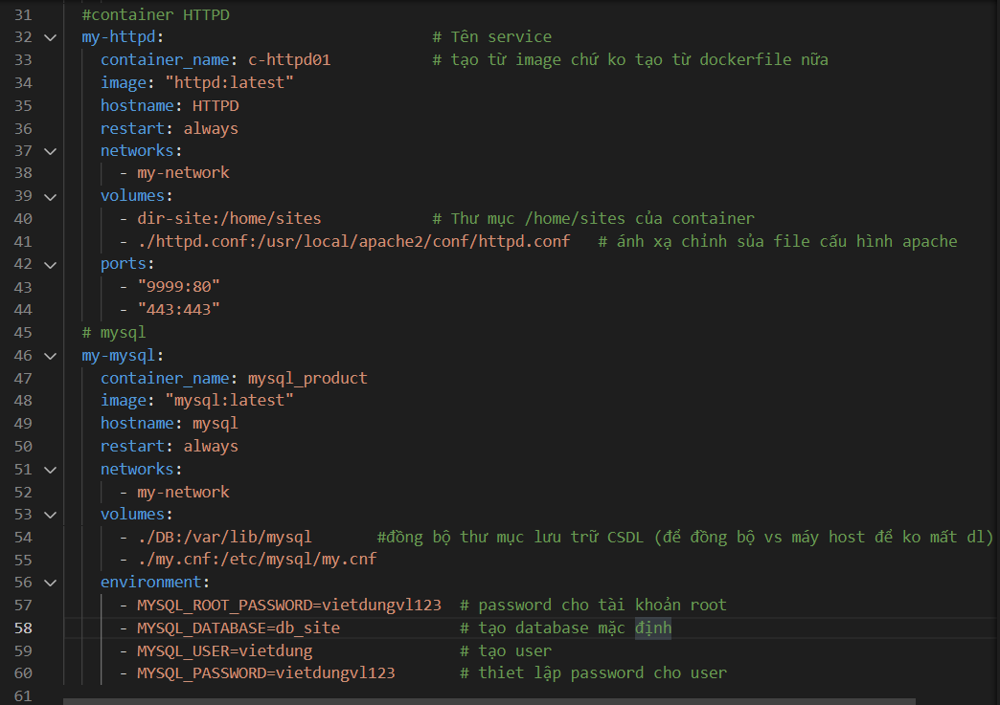 31 #container HTTPD
32 my-httpd: # Tên service
33 container_name: c-httpd01 # tạo từ image chứ ko tạo từ dockerfile nữa
34 image: "httpd:latest"
35 hostname: HTTPD
36 restart: always
37 networks:
38 - my-network
39 volumes:
40 - dir-site:/home/sites # Thư mục /home/sites của container
41 - ./httpd.conf:/usr/local/apache2/conf/httpd.conf # ánh xạ chỉnh sủa file cấu hình apache
42 ports:
43 - "9999:80"
44 - "443:443"
45 # mysql
46 my-mysql:
47 container_name: mysql_product
48 image: "mysql:latest"
49 hostname: mysql
50 restart: always
51 networks:
52 - my-network
53 volumes:
54 - ./DB:/var/lib/mysql #đồng bộ thư mục lưu trữ CSDL (để đồng bộ vs máy host để ko mất dl)
55 - ./my.cnf:/etc/mysql/my.cnf
56 environment:
57 - MYSQL_ROOT_PASSWORD=vietdungvl123 # password cho tài khoản root
58 - MYSQL_DATABASE=db_site # tạo database mặc định
59 - MYSQL_USER=vietdung # tạo user
60 - MYSQL_PASSWORD=vietdungvl123 # thiet lập password cho user
61